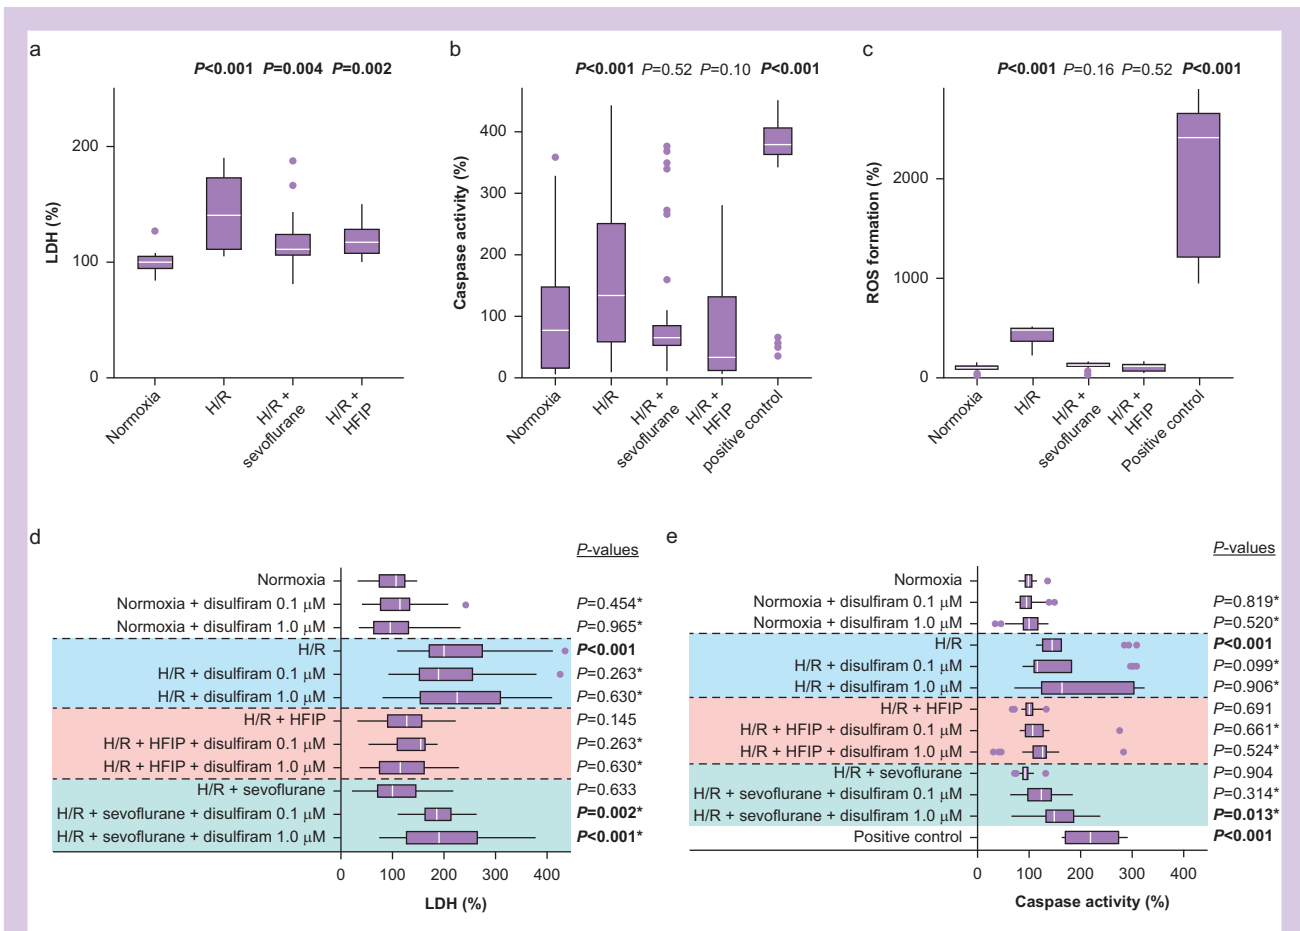 a
P<0.001 P=0.004 P=0.002
LDH (%)
200
100
0
Normoxia
H/R
H/R +
sevoflurane
H/R +
HFIP
b
P<0.001 P=0.52 P=0.10 P<0.001
Caspase activity (%)
400
300
200
100
0
Normoxia
H/R
H/R +
sevoflurane
H/R +
HFIP
positive control
c
P<0.001 P=0.16 P=0.52 P<0.001
ROS formation (%)
2000
1000
0
Normoxia
H/R
H/R +
sevoflurane
H/R +
HFIP
Positive control
d
P-values
Normoxia
Normoxia + disulfiram 0.1 µM P=0.454*
Normoxia + disulfiram 1.0 µM P=0.965*
H/R P<0.001
H/R + disulfiram 0.1 µM P=0.263*
H/R + disulfiram 1.0 µM P=0.630*
H/R + HFIP P=0.145
H/R + HFIP + disulfiram 0.1 µM P=0.263*
H/R + HFIP + disulfiram 1.0 µM P=0.630*
H/R + sevoflurane P=0.633
H/R + sevoflurane + disulfiram 0.1 µM P=0.002*
H/R + sevoflurane + disulfiram 1.0 µM P<0.001*
0 100 200 300 400
LDH (%)
e
P-values
Normoxia
Normoxia + disulfiram 0.1 µM P=0.819*
Normoxia + disulfiram 1.0 µM P=0.520*
H/R P<0.001
H/R + disulfiram 0.1 µM P=0.099*
H/R + disulfiram 1.0 µM P=0.906*
H/R + HFIP P=0.691
H/R + HFIP + disulfiram 0.1 µM P=0.661*
H/R + HFIP + disulfiram 1.0 µM P=0.524*
H/R + sevoflurane P=0.904
H/R + sevoflurane + disulfiram 0.1 µM P=0.314*
H/R + sevoflurane + disulfiram 1.0 µM P=0.013*
Positive control P<0.001
0 100 200 300 400
Caspase activity (%)